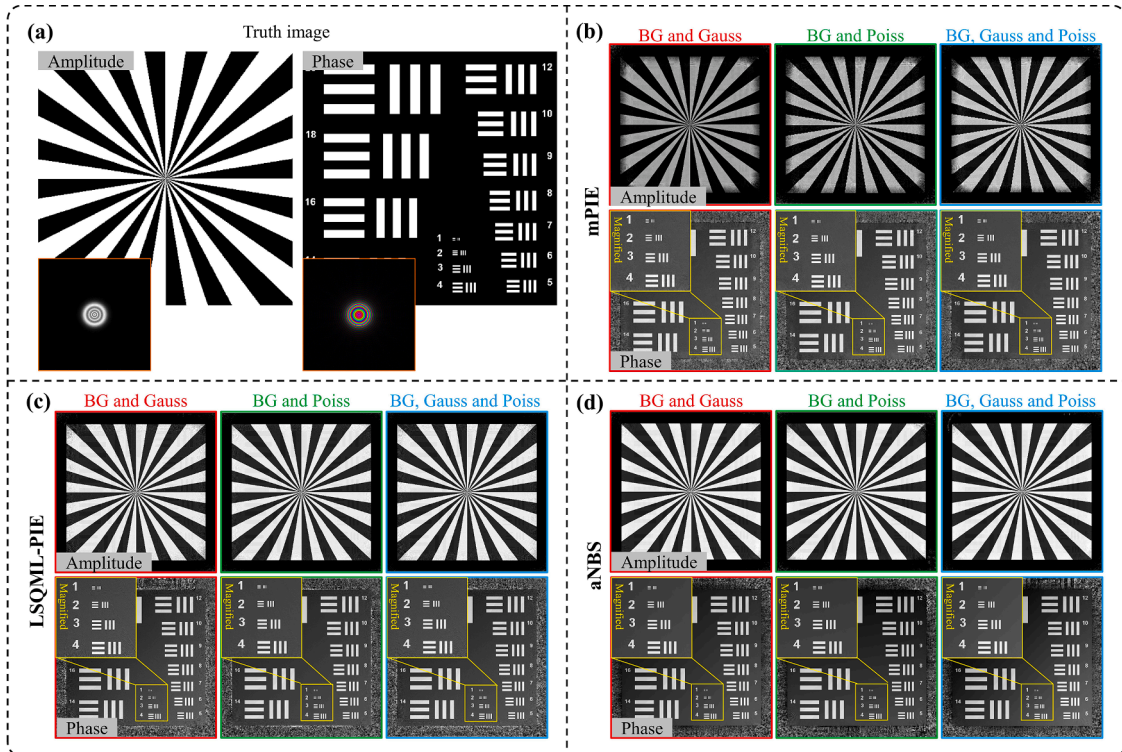 (a)
Truth image
Amplitude
Phase
12
10
18
9
8
16
7
1
2
6
3
4
5
(b)
BG and Gauss
BG and Poiss
BG, Gauss and Poiss
mPIE
Amplitude
Magnified
1
2
3
4
Phase
(c)
BG and Gauss
BG and Poiss
BG, Gauss and Poiss
LSQML-PIE
Amplitude
Magnified
1
2
3
4
Phase
(d)
BG and Gauss
BG and Poiss
BG, Gauss and Poiss
aNBS
Amplitude
Magnified
1
2
3
4
Phase